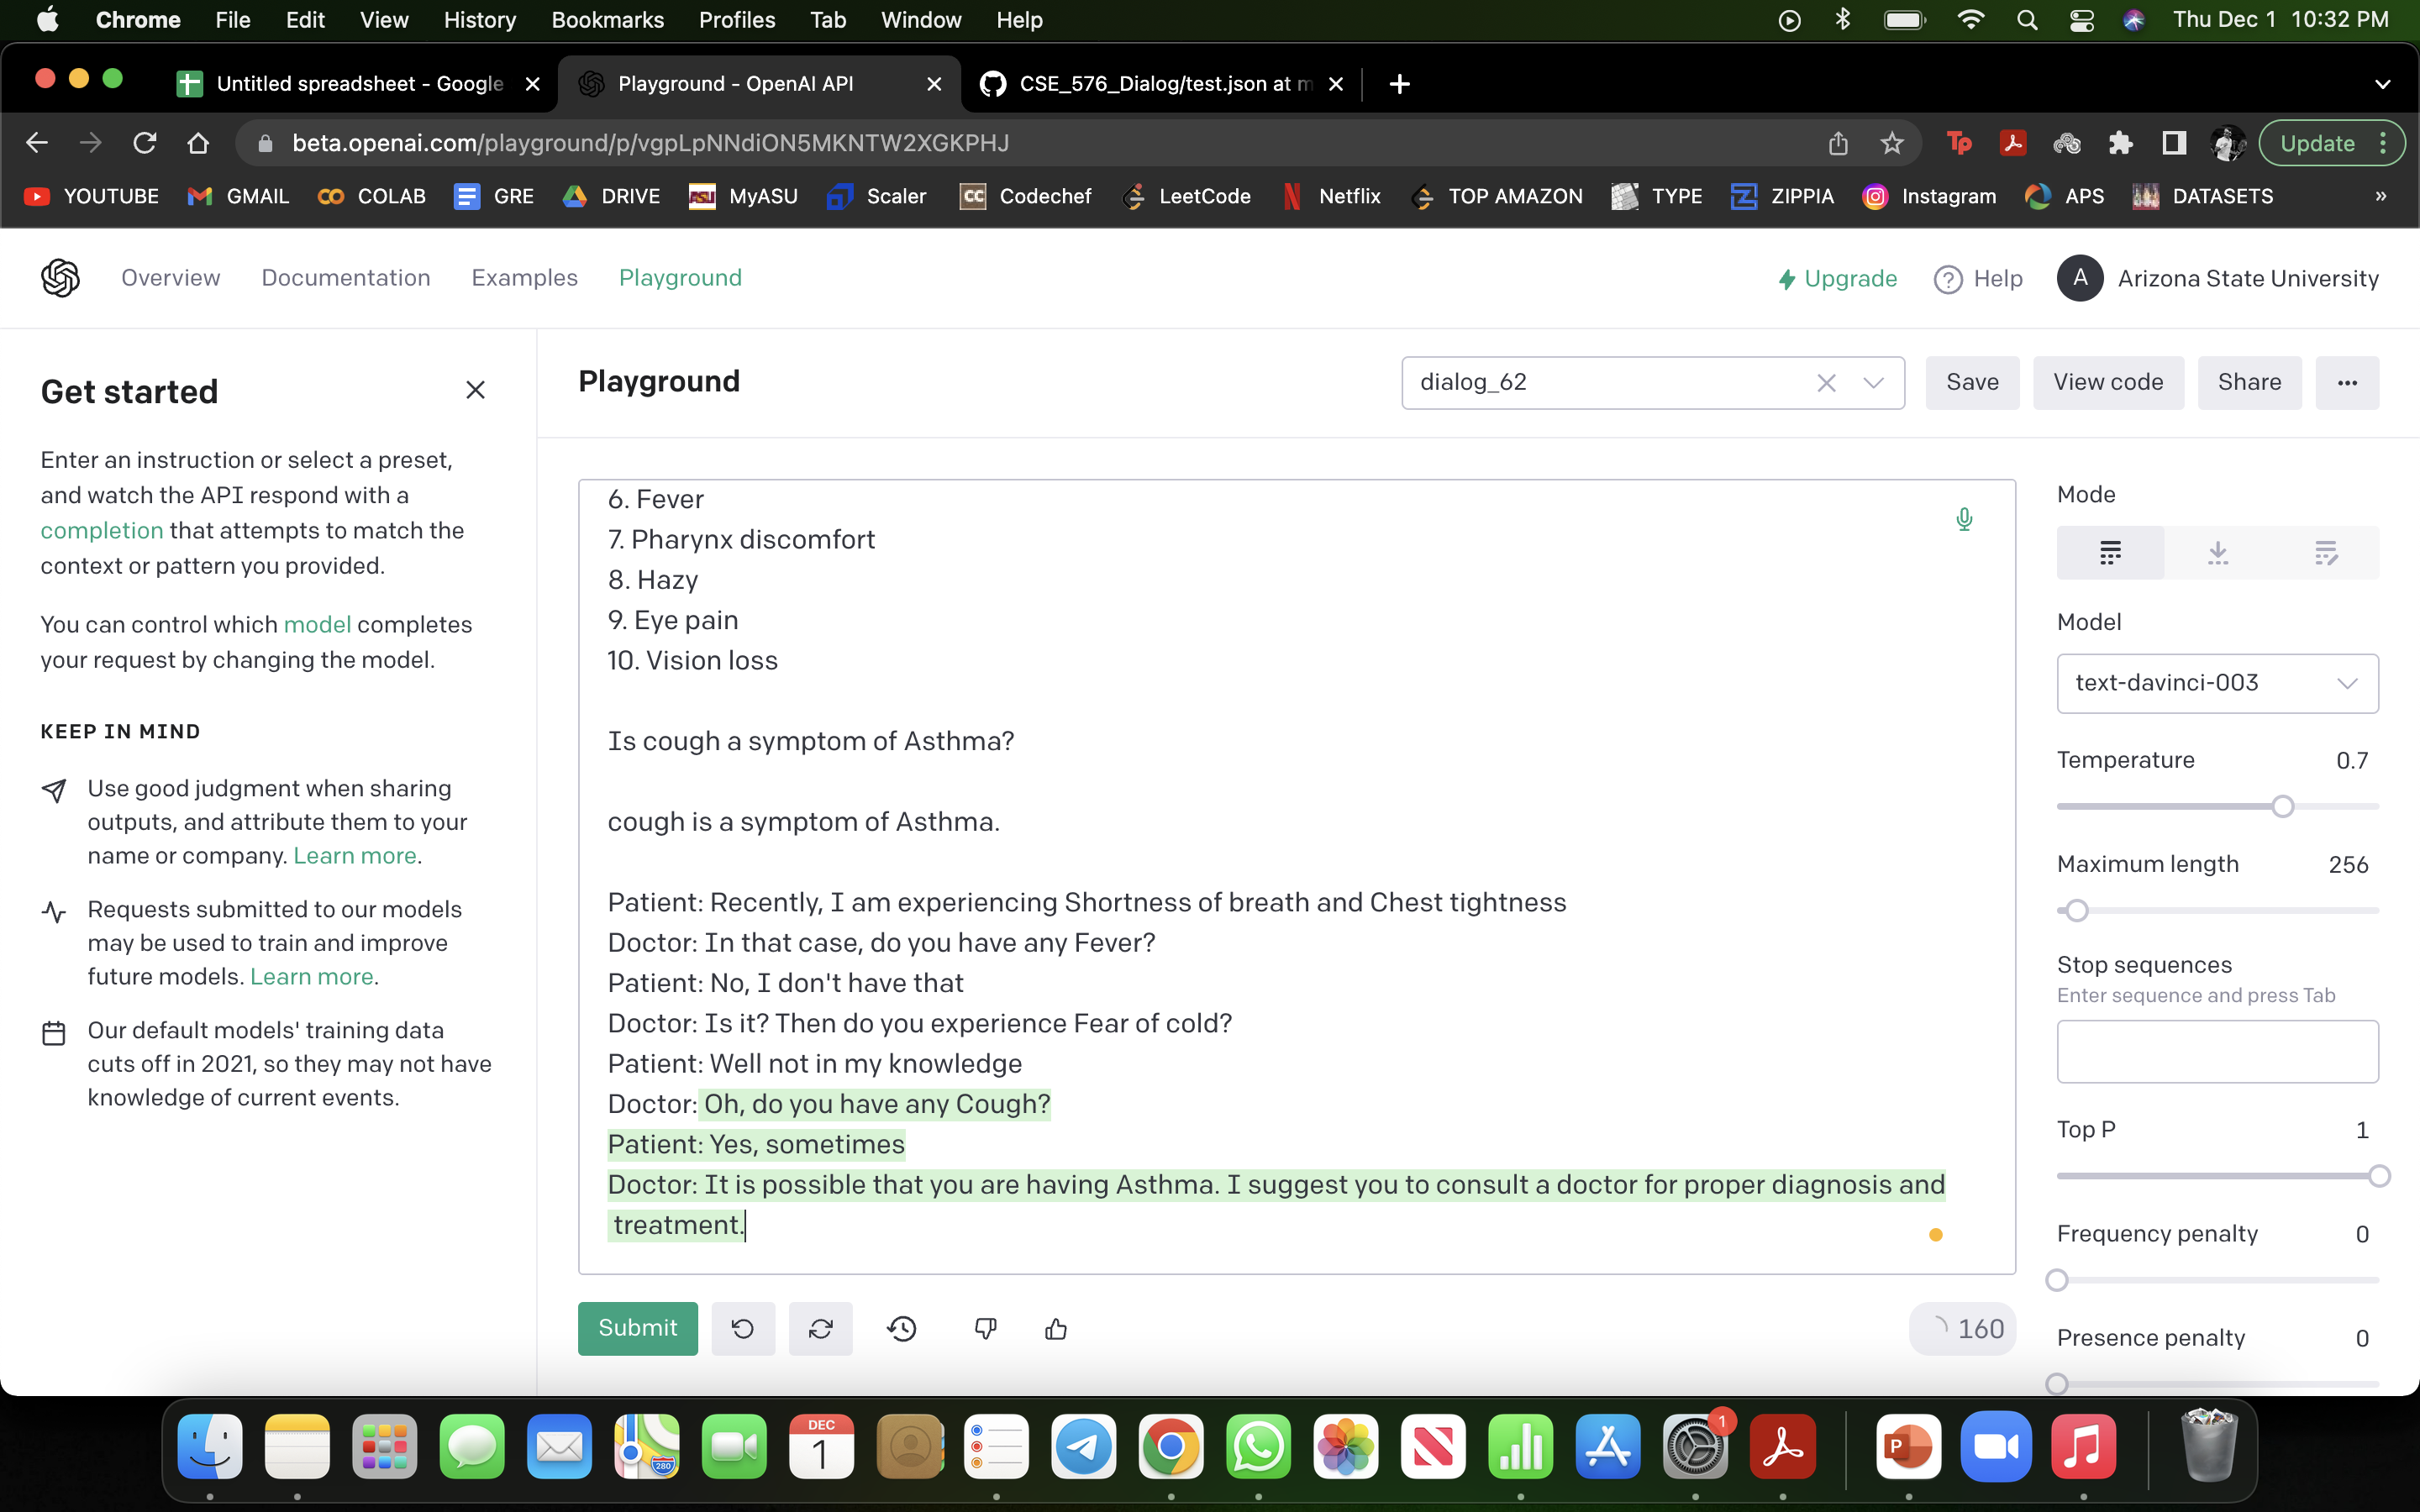 Chrome File Edit View History Bookmarks Profiles Tab Window Help Thu Dec 1 10:32 PM
Untitled spreadsheet - Google Playground - OpenAI API CSE_576_Dialog/test.json at m
beta.openai.com/playground/p/vgpLpNNdiON5MKNTW2XGKPHJ Update
YOUTUBE GMAIL COLAB GRE DRIVE MyASU Scaler Codechef LeetCode Netflix TOP AMAZON TYPE ZIPPIA Instagram APS DATASETS »
Overview Documentation Examples Playground Upgrade Help A Arizona State University
Get started
Enter an instruction or select a preset,
and watch the API respond with a
completion that attempts to match the
context or pattern you provided.
You can control which model completes
your request by changing the model.
KEEP IN MIND
Use good judgment when sharing
outputs, and attribute them to your
name or company. Learn more.
Requests submitted to our models
may be used to train and improve
future models. Learn more.
Our default models' training data
cuts off in 2021, so they may not have
knowledge of current events.
Playground dialog_62 Save View code Share ...
6. Fever
7. Pharynx discomfort
8. Hazy
9. Eye pain
10. Vision loss
Is cough a symptom of Asthma?
cough is a symptom of Asthma.
Patient: Recently, I am experiencing Shortness of breath and Chest tightness
Doctor: In that case, do you have any Fever?
Patient: No, I don't have that
Doctor: Is it? Then do you experience Fear of cold?
Patient: Well not in my knowledge
Doctor: Oh, do you have any Cough?
Patient: Yes, sometimes
Doctor: It is possible that you are having Asthma. I suggest you to consult a doctor for proper diagnosis and
treatment.
Submit 160
Mode
Model
text-davinci-003
Temperature 0.7
Maximum length 256
Stop sequences
Enter sequence and press Tab
Top P 1
Frequency penalty 0
Presence penalty 0
280
DEC
1
1
P